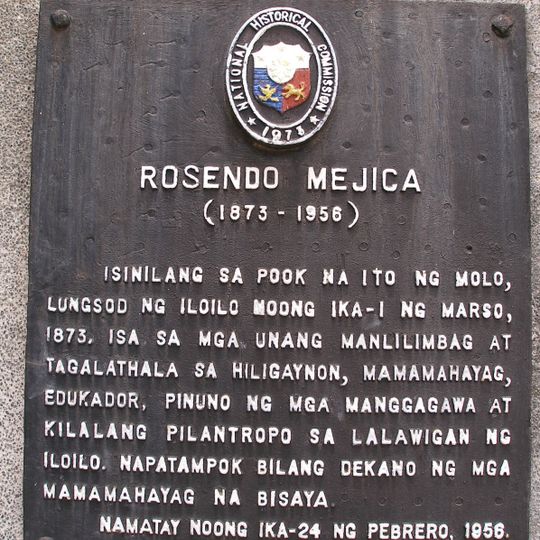 NATIONAL HISTORICAL COMMISSION
★ 1973 ★
ROSENDO MEJICA
(1873 - 1956)
ISINILANG SA POOK NA ITO NG MOLO,
LUNGSOD NG ILOILO MOONG IKA-I NG MARSO,
1873. ISA SA MGA UNANG MANLILIMBAG AT
TAGALATHALA SA HILIGAYNON, MAMAMAHAYAG,
EDUKADOR, PINUNO NG MGA MANGGAGAWA AT
KILALANG PILANTROPO SA LALAWIGAN NG
ILOILO. NAPATAMPOK BILANG DEKANO NG MGA
MAMAMAHAYAG NA BISAYA.
NAMATAY NOONG IKA-24 NG PEBRERO, 1956.